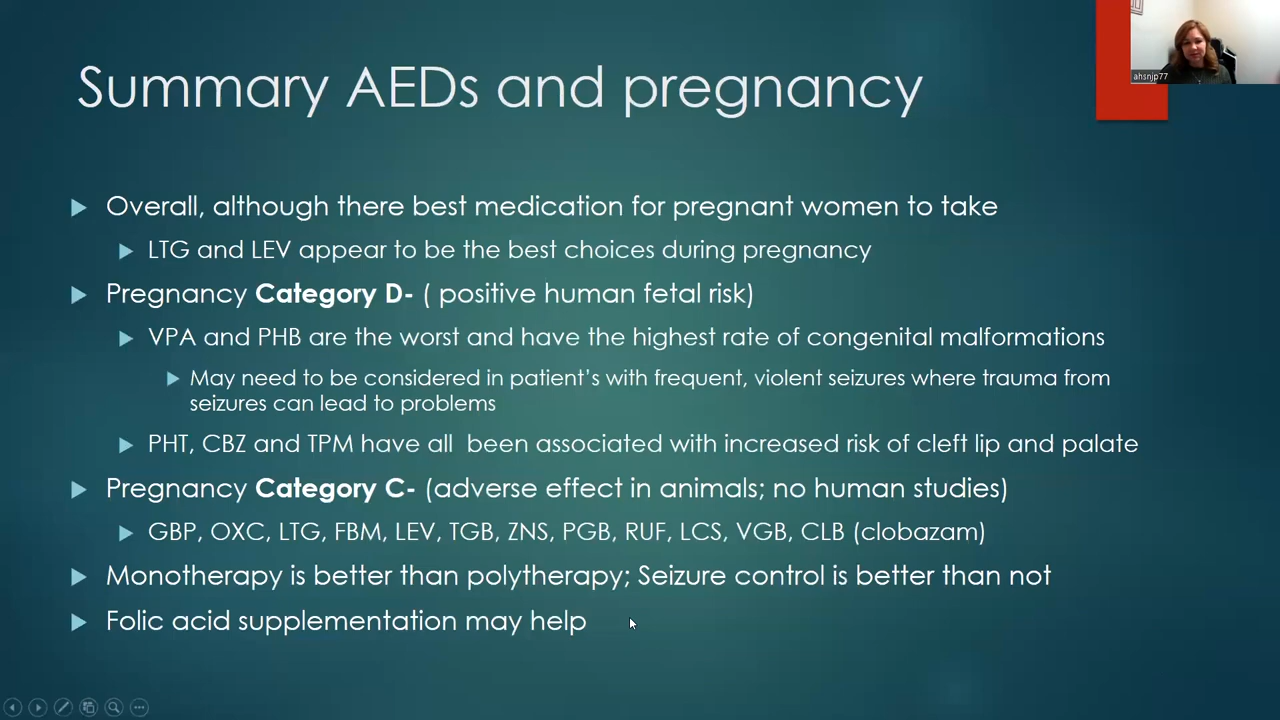 ahsnjp77
Summary AEDs and pregnancy
Overall, although there best medication for pregnant women to take
LTG and LEV appear to be the best choices during pregnancy
Pregnancy Category D- ( positive human fetal risk)
VPA and PHB are the worst and have the highest rate of congenital malformations
May need to be considered in patient’s with frequent, violent seizures where trauma from
seizures can lead to problems
PHT, CBZ and TPM have all  been associated with increased risk of cleft lip and palate
Pregnancy Category C- (adverse effect in animals; no human studies)
GBP, OXC, LTG, FBM, LEV, TGB, ZNS, PGB, RUF, LCS, VGB, CLB (clobazam)
Monotherapy is better than polytherapy; Seizure control is better than not
Folic acid supplementation may help